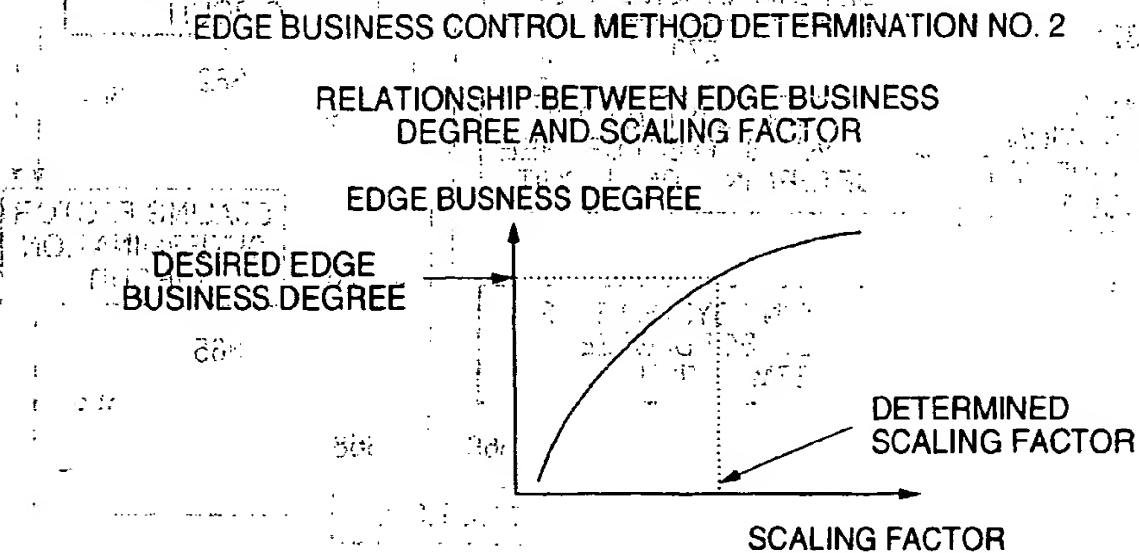 EDGE BUSINESS CONTROL METHOD DETERMINATION NO. 2
RELATIONSHIP BETWEEN EDGE BUSINESS
DEGREE AND SCALING FACTOR
EDGE BUSNESS DEGREE
DESIRED EDGE
BUSINESS DEGREE
DETERMINED
SCALING FACTOR
SCALING FACTOR